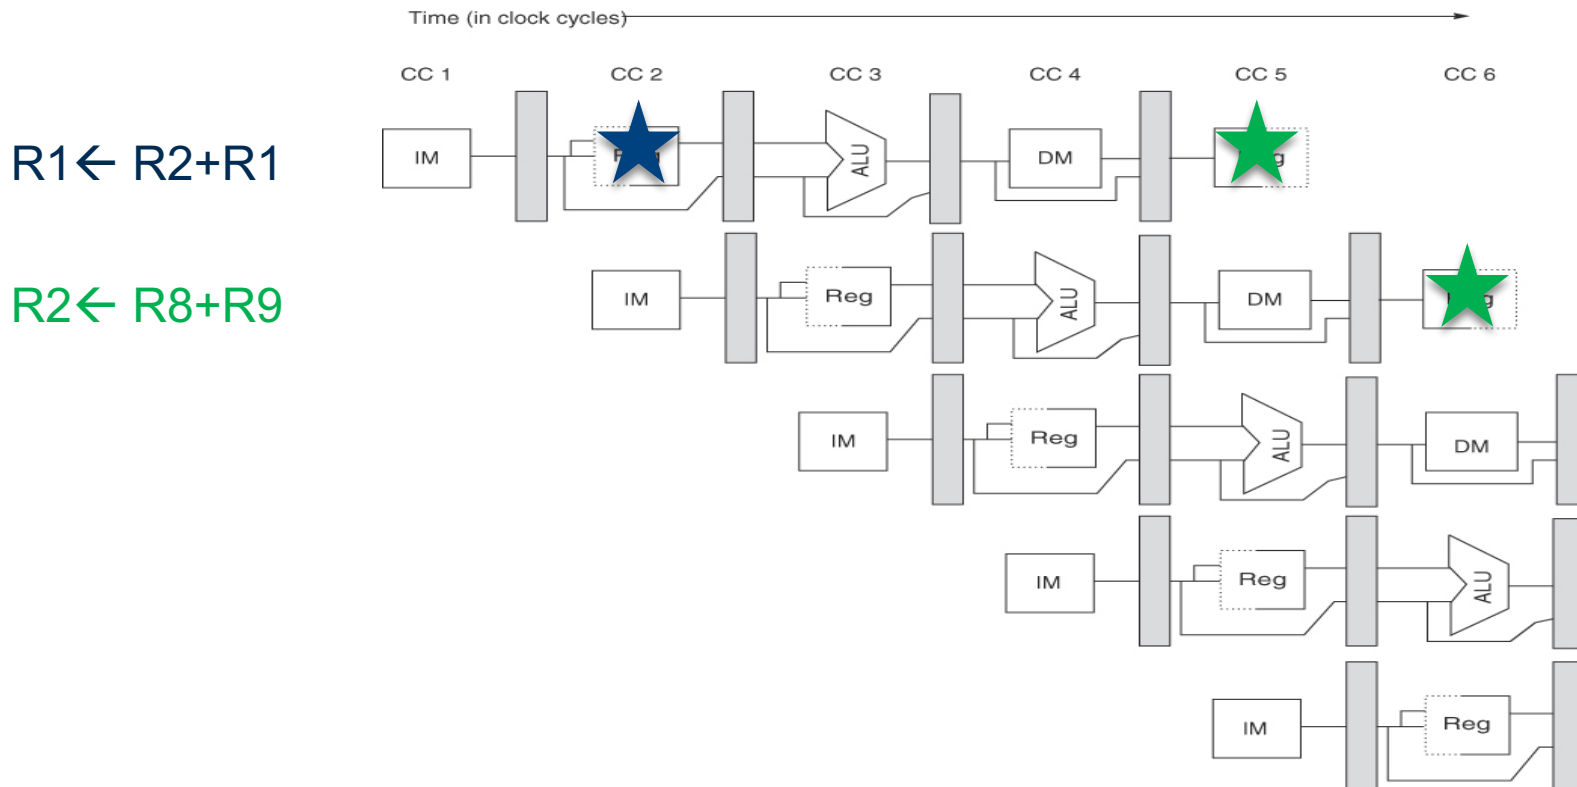 Time (in clock cycles)
CC 1 CC 2 CC 3 CC 4 CC 5 CC 6
R1← R2+R1
IM ALU DM
R2← R8+R9
IM Reg ALU DM
IM Reg ALU DM
IM Reg ALU
IM Reg